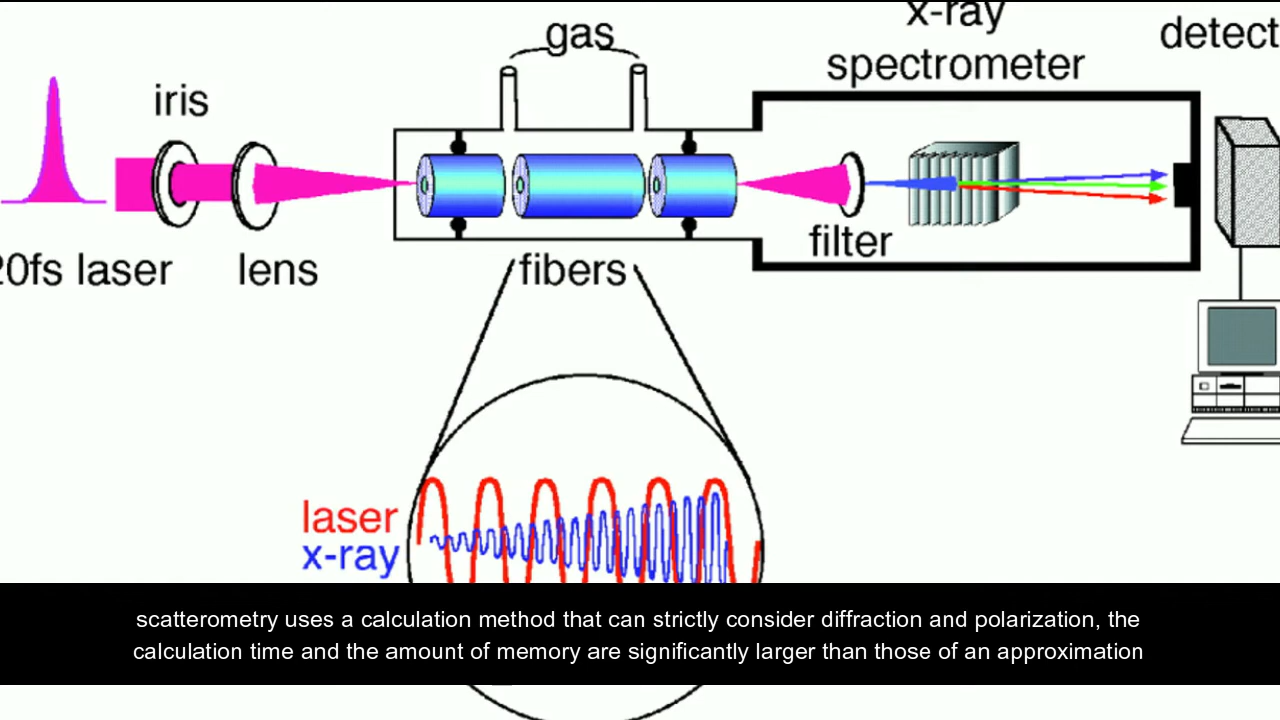 gas
x-ray
spectrometer
detect
iris
20fs laser
lens
fibers
filter
laser
x-ray
scatterometry uses a calculation method that can strictly consider diffraction and polarization, the
calculation time and the amount of memory are significantly larger than those of an approximation